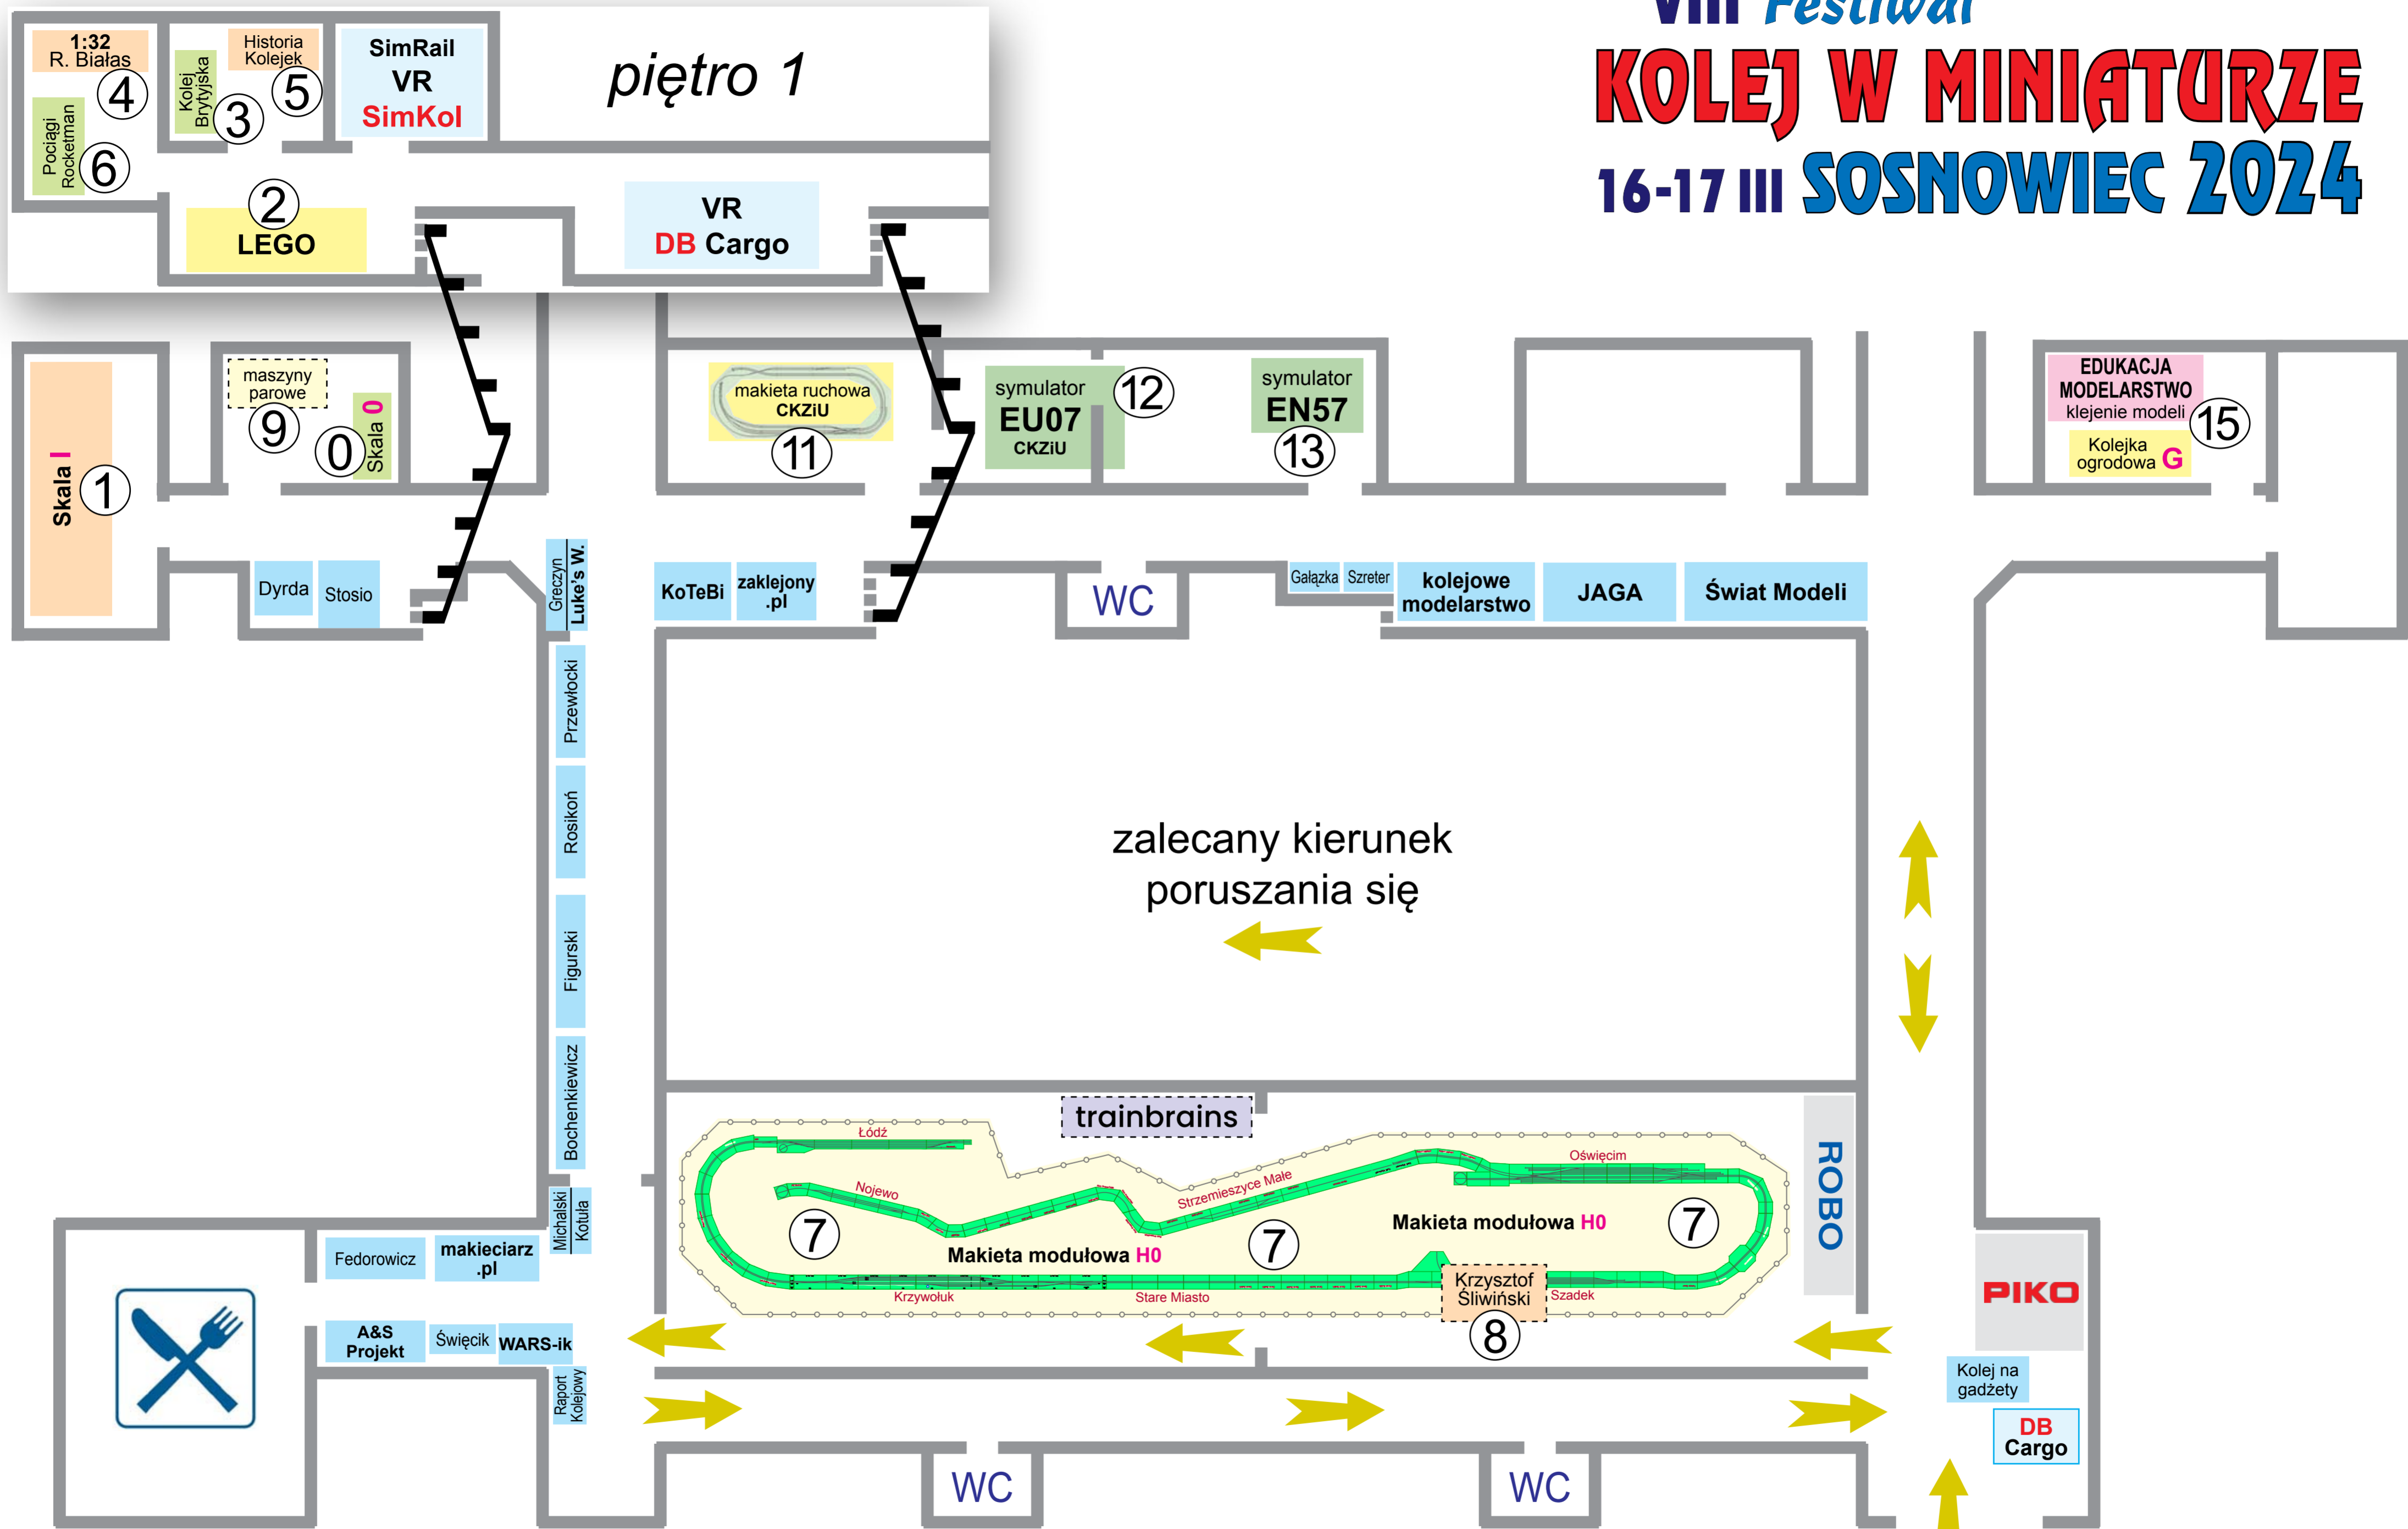 VIII Festiwal
KOLEJ W MINIATURZE
16-17 III SOSNOWIEC 2024
piętro 1
1:32
R. Białas
4
Pociągi
Rocketman
6
Kolej
Brytyjska
3
Historia
Kolejek
5
SimRail
VR
SimKol
2
LEGO
VR
DB Cargo
Skala I
1
maszyny
parowe
9
0
Skala 0
makieta ruchowa
CKZiU
11
symulator
EU07
CKZiU
12
symulator
EN57
13
EDUKACJA
MODELARSTWO
klejenie modeli
15
Kolejka
ogrodowa G
Dyrda
Stosio
Greczyn
Luke's W.
KoTeBi
zaklejony
.pl
WC
Gałązka
Szreter
kolejowe
modelarstwo
JAGA
Świat Modeli
Przewłocki
Rosikoń
Figurski
Bochenkiewicz
Michalski
Kotuła
zalecany kierunek
poruszania się
trainbrains
Łódź
Nojewo
Strzemieszyce Małe
Oświęcim
7
7
7
Makieta modułowa H0
Makieta modułowa H0
Krzywołuk
Stare Miasto
Krzysztof
Śliwiński
8
Szadek
ROBO
PIKO
Kolej na
gadżety
DB
Cargo
Fedorowicz
makieciarz
.pl
A&S
Projekt
Święcik
WARS-ik
Raport
Kolejowy
WC
WC